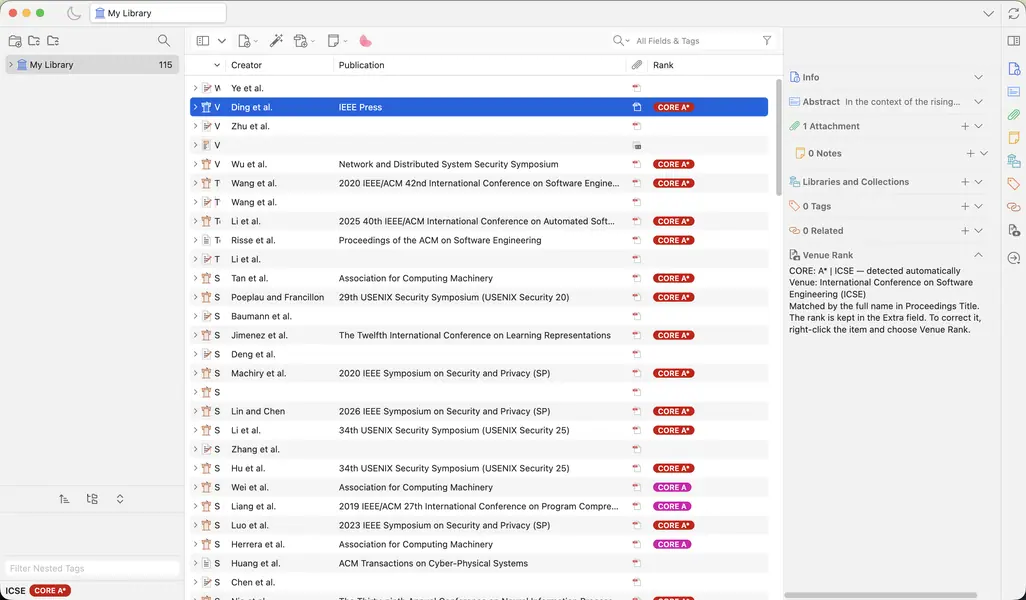 My Library
My Library 115
All Fields & Tags
Creator Publication Rank
W Ye et al.
V Ding et al. IEEE Press CORE A*
V Zhu et al.
V
V Wu et al. Network and Distributed System Security Symposium CORE A*
T Wang et al. 2020 IEEE/ACM 42nd International Conference on Software Engine... CORE A*
T Wang et al.
T Li et al. 2025 40th IEEE/ACM International Conference on Automated Soft... CORE A*
T Risse et al. Proceedings of the ACM on Software Engineering CORE A*
T Li et al.
S Tan et al. Association for Computing Machinery CORE A*
S Poeplau and Francillon 29th USENIX Security Symposium (USENIX Security 20) CORE A*
S Baumann et al.
S Jimenez et al. The Twelfth International Conference on Learning Representations CORE A*
S Deng et al.
S Machiry et al. 2020 IEEE Symposium on Security and Privacy (SP) CORE A*
S
S Lin and Chen 2026 IEEE Symposium on Security and Privacy (SP) CORE A*
S Li et al. 34th USENIX Security Symposium (USENIX Security 25) CORE A*
S Zhang et al.
S Hu et al. 34th USENIX Security Symposium (USENIX Security 25) CORE A*
S Wei et al. Association for Computing Machinery CORE A
S Liang et al. 2019 IEEE/ACM 27th International Conference on Program Compre... CORE A
S Luo et al. 2023 IEEE Symposium on Security and Privacy (SP) CORE A*
S Herrera et al. Association for Computing Machinery CORE A
S Huang et al. ACM Transactions on Cyber-Physical Systems
S Chen et al.
Info
Abstract In the context of the rising...
1 Attachment
0 Notes
Libraries and Collections
0 Tags
0 Related
Venue Rank
CORE: A* | ICSE — detected automatically
Venue: International Conference on Software
Engineering (ICSE)
Matched by the full name in Proceedings Title.
The rank is kept in the Extra field. To correct it,
right-click the item and choose Venue Rank.
Filter Nested Tags
ICSE CORE A*